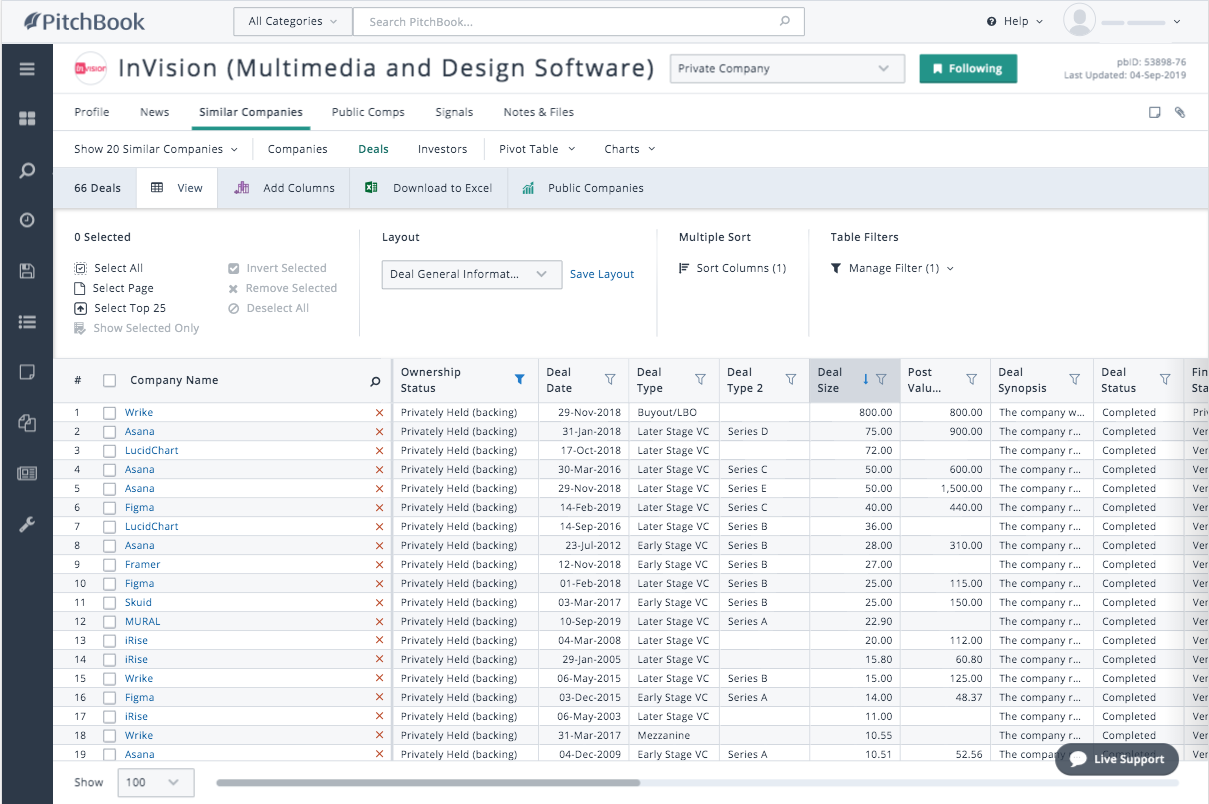 PitchBook
All Categories
Search PitchBook...
Help
InVision (Multimedia and Design Software)
Private Company
Following
pbID: 53898-76
Last Updated: 04-Sep-2019
Profile News Similar Companies Public Comps Signals Notes & Files
Show 20 Similar Companies Companies Deals Investors Pivot Table Charts
66 Deals View Add Columns Download to Excel Public Companies
0 Selected
Select All Invert Selected
Select Page Remove Selected
Select Top 25 Deselect All
Show Selected Only
Layout
Deal General Informat... Save Layout
Multiple Sort
Sort Columns (1)
Table Filters
Manage Filter (1)
# Company Name Ownership Status Deal Date Deal Type Deal Type 2 Deal Size Post Valu... Deal Synopsis Deal Status Fin Sta
1 Wrike Privately Held (backing) 29-Nov-2018 Buyout/LBO 800.00 800.00 The company w... Completed Pri
2 Asana Privately Held (backing) 31-Jan-2018 Later Stage VC Series D 75.00 900.00 The company r... Completed Ver
3 LucidChart Privately Held (backing) 17-Oct-2018 Later Stage VC 72.00 The company r... Completed Ver
4 Asana Privately Held (backing) 30-Mar-2016 Later Stage VC Series C 50.00 600.00 The company r... Completed Ver
5 Asana Privately Held (backing) 29-Nov-2018 Later Stage VC Series E 50.00 1,500.00 The company r... Completed Ver
6 Figma Privately Held (backing) 14-Feb-2019 Later Stage VC Series C 40.00 440.00 The company r... Completed Ver
7 LucidChart Privately Held (backing) 14-Sep-2016 Later Stage VC Series B 36.00 The company r... Completed Ver
8 Asana Privately Held (backing) 23-Jul-2012 Early Stage VC Series B 28.00 310.00 The company r... Completed Ver
9 Framer Privately Held (backing) 12-Nov-2018 Early Stage VC Series B 27.00 The company r... Completed Ver
10 Figma Privately Held (backing) 01-Feb-2018 Later Stage VC Series B 25.00 115.00 The company r... Completed Ver
11 Skuid Privately Held (backing) 03-Mar-2017 Early Stage VC Series B 25.00 150.00 The company r... Completed Ver
12 MURAL Privately Held (backing) 10-Sep-2019 Later Stage VC Series A 22.90 The company r... Completed Ver
13 iRise Privately Held (backing) 04-Mar-2008 Later Stage VC 20.00 112.00 The company r... Completed Ver
14 iRise Privately Held (backing) 29-Jan-2005 Later Stage VC 15.80 60.80 The company r... Completed Ver
15 Wrike Privately Held (backing) 06-May-2015 Later Stage VC Series B 15.00 125.00 The company r... Completed Ver
16 Figma Privately Held (backing) 03-Dec-2015 Early Stage VC Series A 14.00 48.37 The company r... Completed Ver
17 iRise Privately Held (backing) 06-May-2003 Later Stage VC 11.00 The company r... Completed Ver
18 Wrike Privately Held (backing) 31-Mar-2017 Mezzanine 10.55 The company r... Completed Ver
19 Asana Privately Held (backing) 04-Dec-2009 Early Stage VC Series A 10.51 52.56 The company Completed Ver
Live Support
Show 100